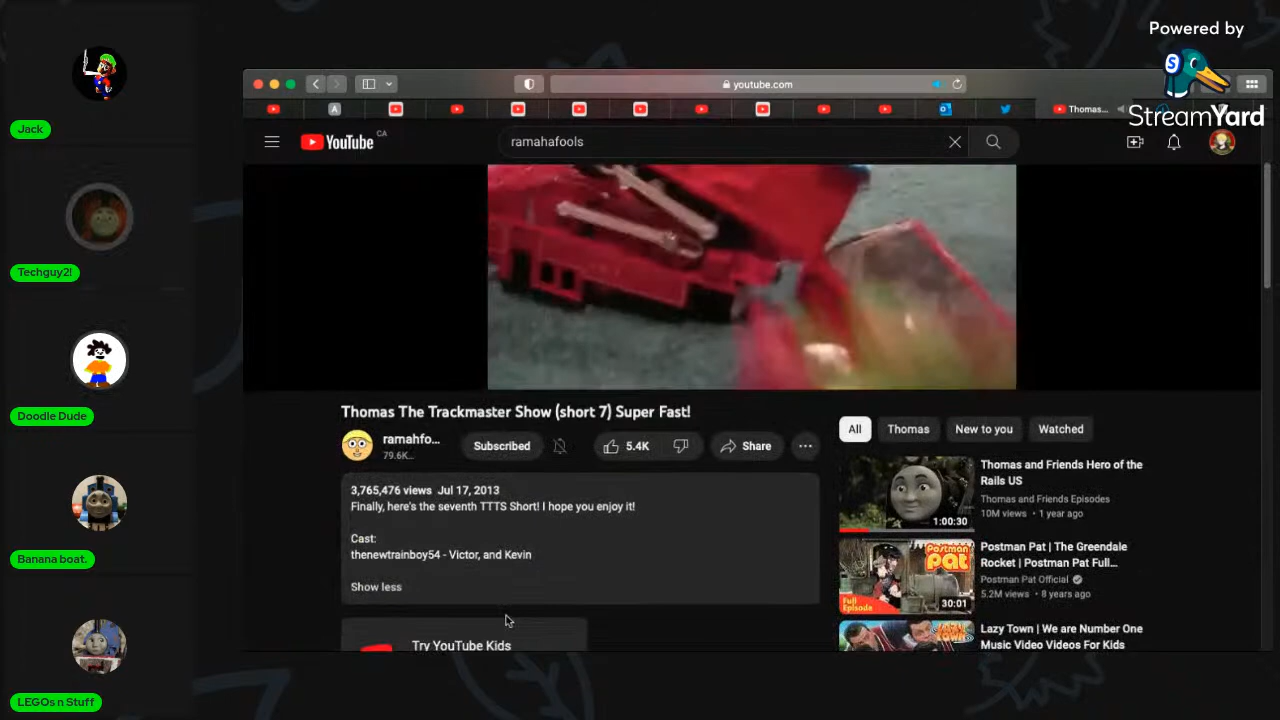 Powered by
StreamYard
Jack
Techguy2!
Doodle Dude
Banana boat.
LEGOs n Stuff
youtube.com
Thomas...
YouTube CA
ramahafools
Thomas The Trackmaster Show (short 7) Super Fast!
ramahfo...
79.6K...
Subscribed
5.4K
Share
3,765,476 views Jul 17, 2013
Finally, here's the seventh TTTS Short! I hope you enjoy it!
Cast:
thenewtrainboy54 - Victor, and Kevin
Show less
Try YouTube Kids
All
Thomas
New to you
Watched
1:00:30
Thomas and Friends Hero of the
Rails US
Thomas and Friends Episodes
10M views · 1 year ago
Postman
Pat
Full
Episode
30:01
Postman Pat | The Greendale
Rocket | Postman Pat Full...
Postman Pat Official
5.2M views · 8 years ago
Lazy Town | We are Number One
Music Video Videos For Kids